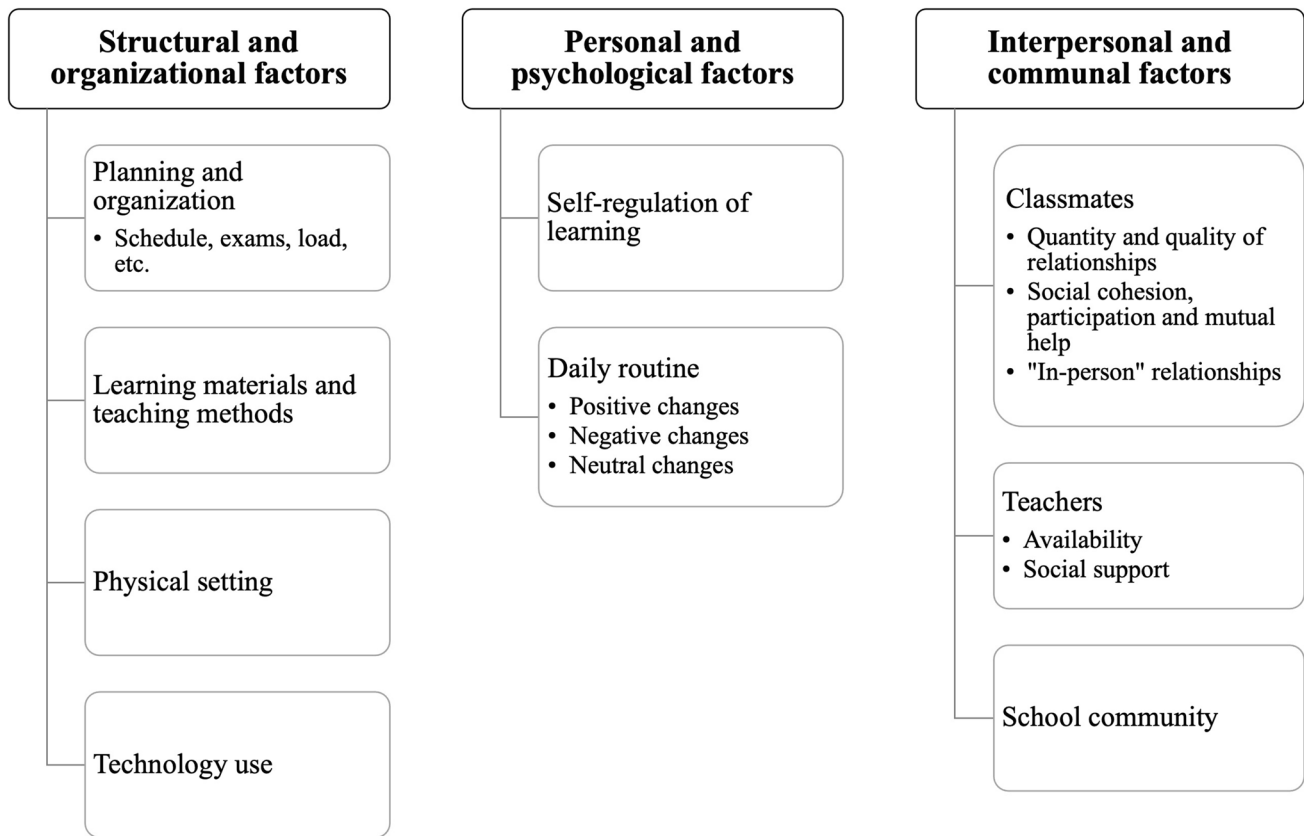 Structural and
organizational factors
Planning and
organization
• Schedule, exams, load,
etc.
Learning materials and
teaching methods
Physical setting
Technology use
Personal and
psychological factors
Self-regulation of
learning
Daily routine
• Positive changes
• Negative changes
• Neutral changes
Interpersonal and
communal factors
Classmates
• Quantity and quality of
relationships
• Social cohesion,
participation and mutual
help
• "In-person" relationships
Teachers
• Availability
• Social support
School community